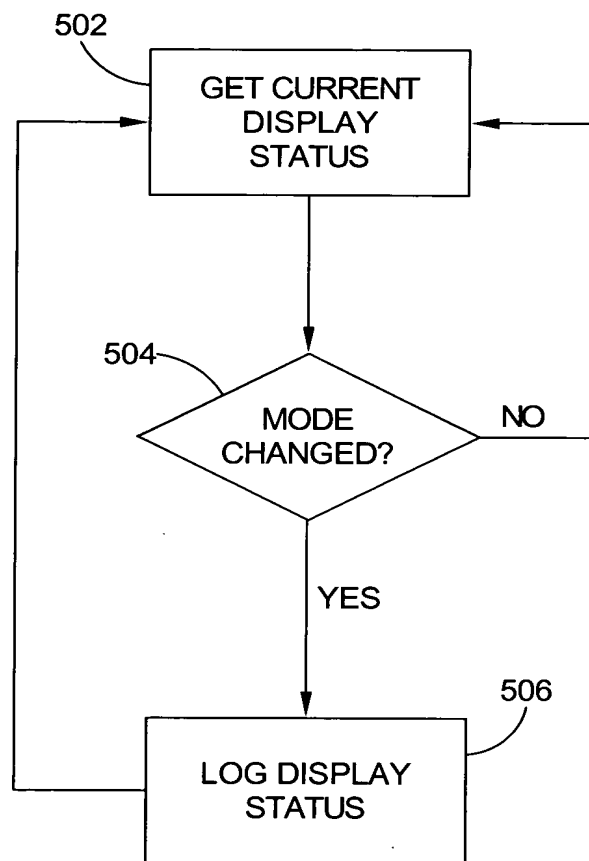 502
GET CURRENT
DISPLAY
STATUS
504
MODE
CHANGED?
NO
YES
506
LOG DISPLAY
STATUS